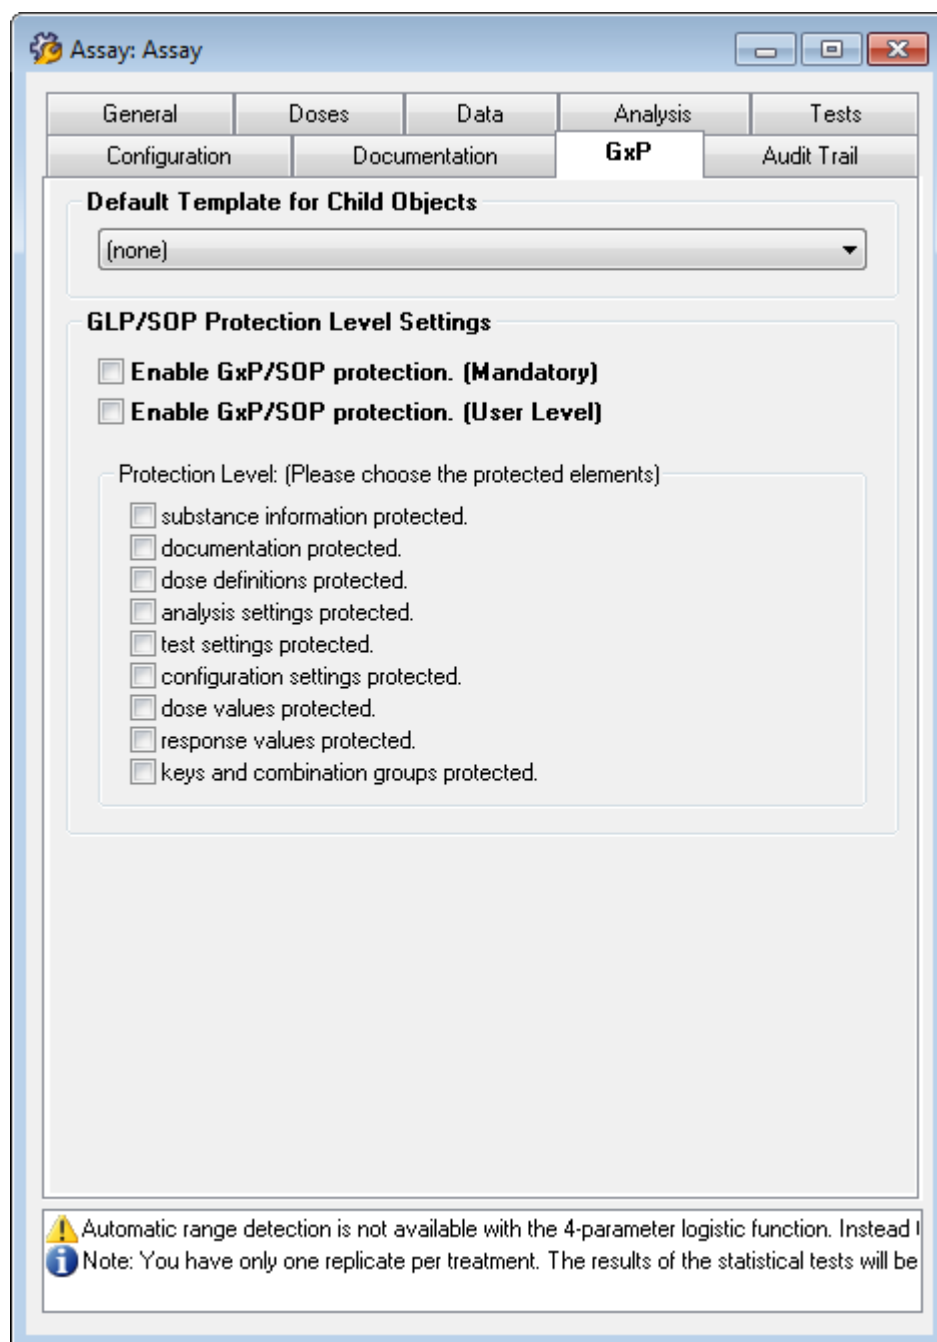 Assay: Assay
General Doses Data Analysis Tests
Configuration Documentation GxP Audit Trail
Default Template for Child Objects
(none)
GLP/SOP Protection Level Settings
Enable GxP/SOP protection. (Mandatory)
Enable GxP/SOP protection. (User Level)
Protection Level: (Please choose the protected elements)
substance information protected.
documentation protected.
dose definitions protected.
analysis settings protected.
test settings protected.
configuration settings protected.
dose values protected.
response values protected.
keys and combination groups protected.
Automatic range detection is not available with the 4-parameter logistic function. Instead
Note: You have only one replicate per treatment. The results of the statistical tests will be